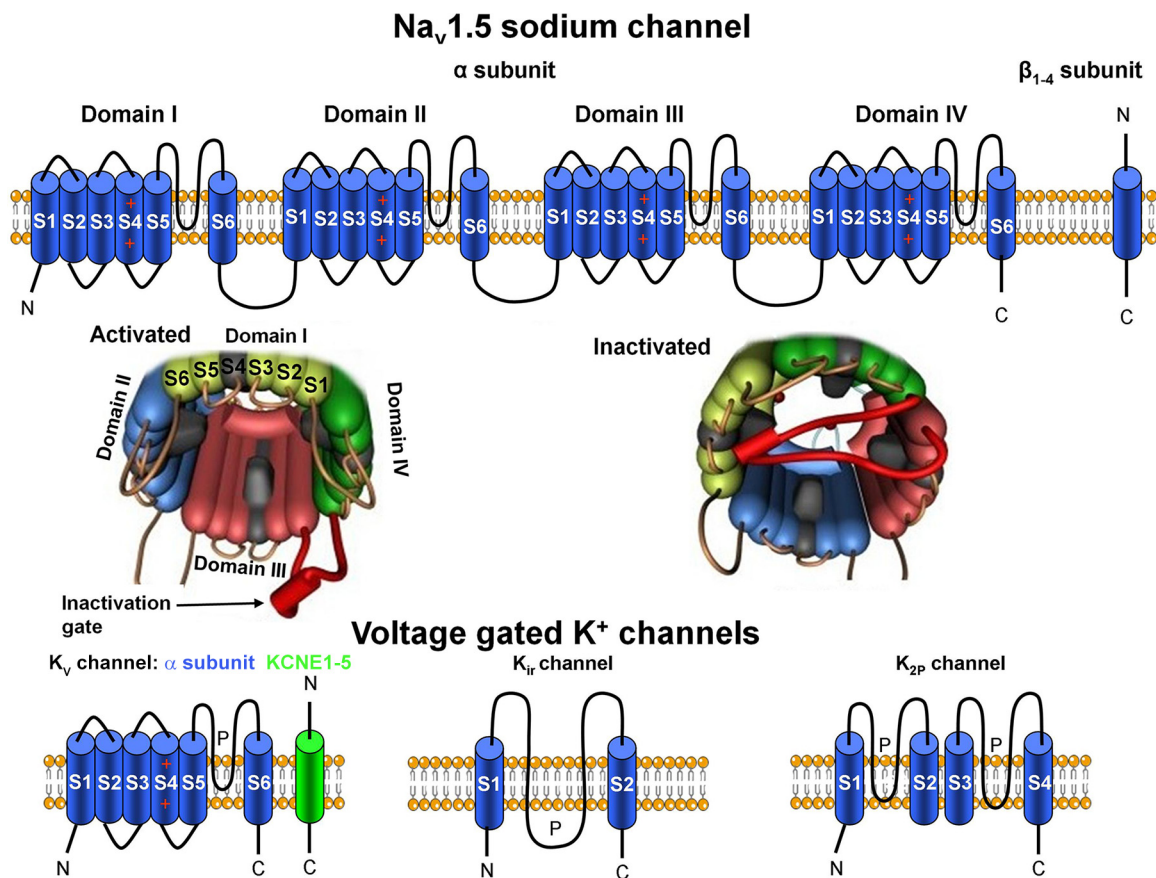 Nav1.5 sodium channel
α subunit
β1-4 subunit
Domain I
Domain II
Domain III
Domain IV
N
S1 S2 S3 S4 S5 S6
+
+
S1 S2 S3 S4 S5 S6
+
+
S1 S2 S3 S4 S5 S6
+
+
S1 S2 S3 S4 S5 S6
+
+
N
C
C
Activated
Domain I
S6 S5 S4 S3 S2 S1
Domain II
Domain IV
Domain III
Inactivation
gate
Inactivated
Voltage gated K+ channels
KV channel: α subunit KCNE1-5
N
P
S1 S2 S3 S4 S5 S6
+
+
N
C
C
Kir channel
S1 S2
P
N
C
K2P channel
P
P
S1 S2 S3 S4
N
C